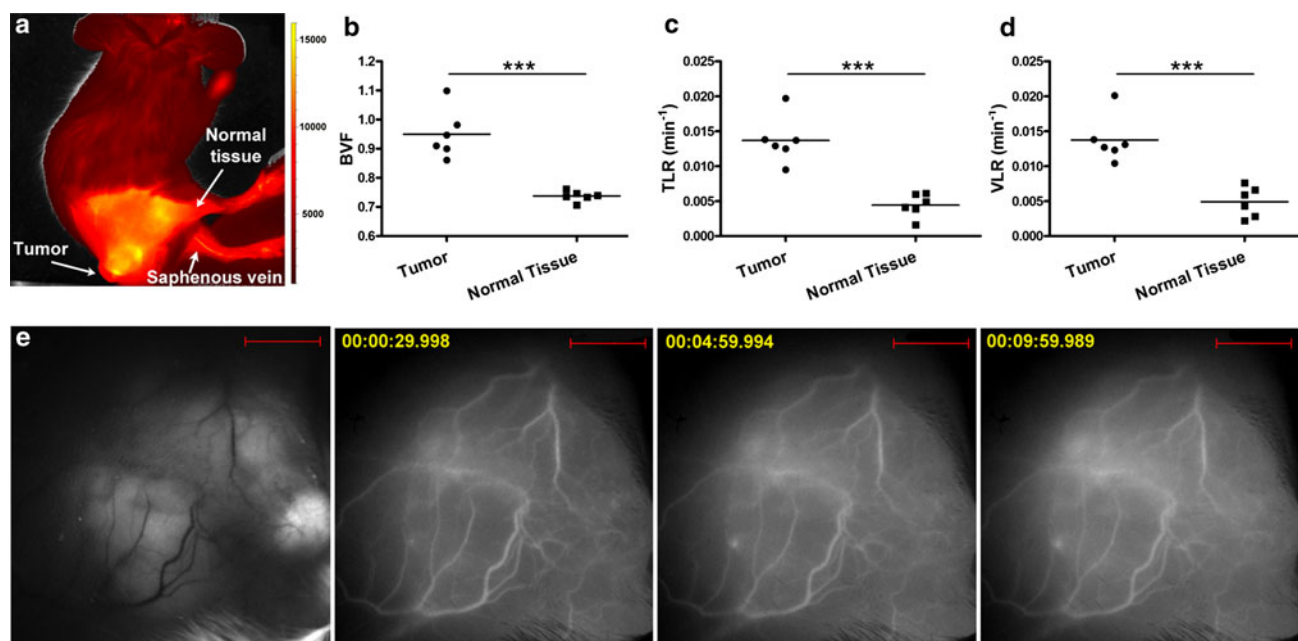 a
15000
10000
5000
Normal
tissue
Tumor
Saphenous vein
b
***
BVF
1.2
1.1
1.0
0.9
0.8
0.7
0.6
Tumor
Normal Tissue
c
***
TLR (min⁻¹)
0.025
0.020
0.015
0.010
0.005
0.000
Tumor
Normal Tissue
d
***
VLR (min⁻¹)
0.025
0.020
0.015
0.010
0.005
0.000
Tumor
Normal Tissue
e
00:00:29.998
00:04:59.994
00:09:59.989